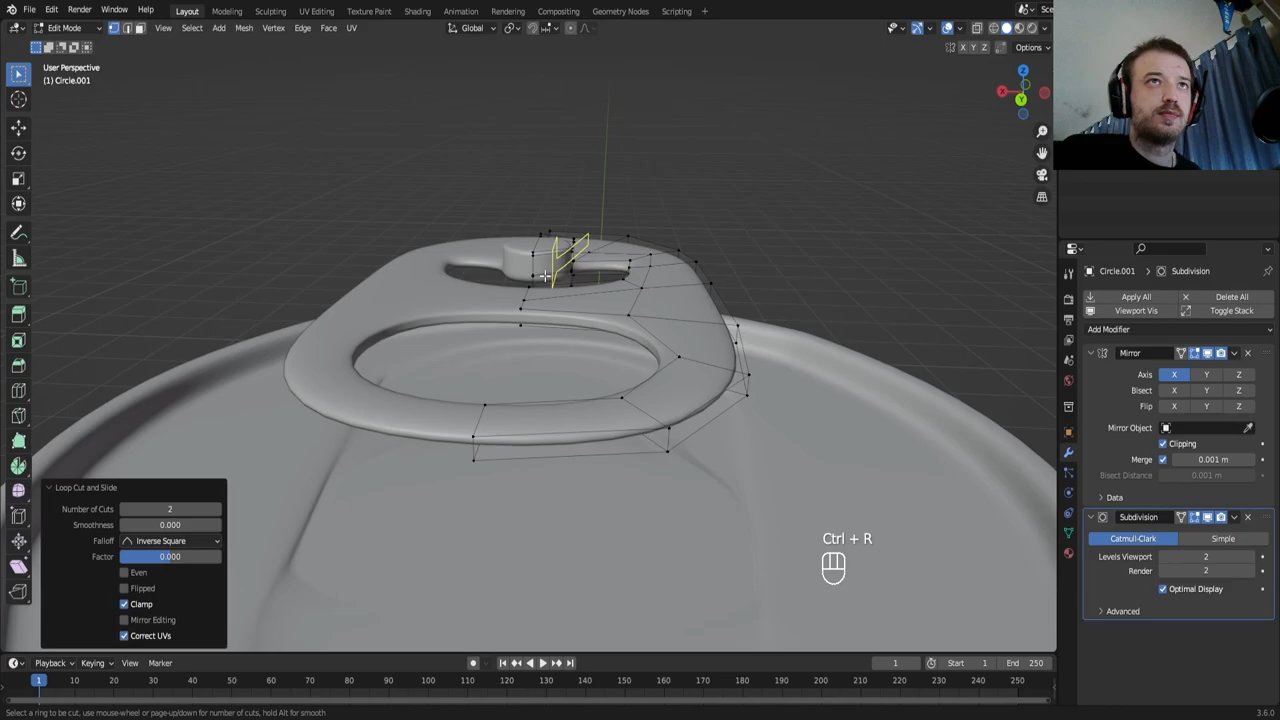 File Edit Render Window Help Layout Modeling Sculpting UV Editing Texture Paint Shading Animation Rendering Compositing Geometry Nodes Scripting + Sce
Edit Mode View Select Add Mesh Vertex Edge Face UV Global
X Y Z Options
User Perspective
(1) Circle.001
Z
X
Y
Circle.001 > Subdivision
Apply All Delete All
Viewport Vis Toggle Stack
Add Modifier
Mirror
Axis X Y Z
Bisect X Y Z
Flip X Y Z
Mirror Object
Clipping
Merge 0.001 m
Bisect Distance 0.001 m
Data
Subdivision
Catmull-Clark Simple
Levels Viewport 2
Render 2
Optimal Display
Advanced
Ctrl + R
Loop Cut and Slide
Number of Cuts 2
Smoothness 0.000
Falloff Inverse Square
Factor 0.000
Even
Flipped
Clamp
Mirror Editing
Correct UVs
Playback Keying View Marker 1 Start 1 End 250
1 10 20 30 40 50 60 70 80 90 100 110 120 130 140 150 160 170 180 190 200 210 220 230 240 250
Select a ring to be cut, use mouse-wheel or page-up/down for number of cuts, hold Alt for smooth 3.6.0